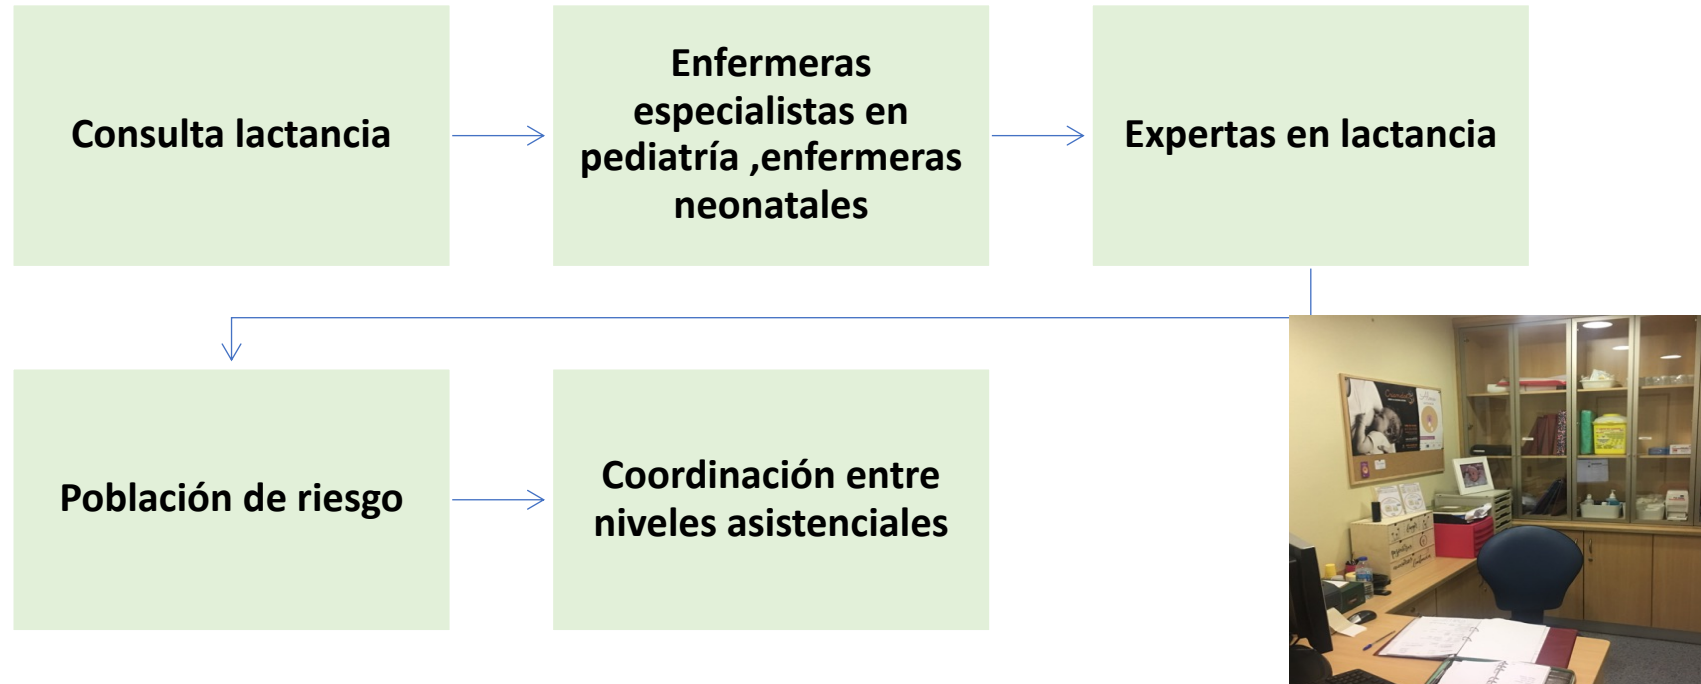 Consulta lactancia
Enfermeras
especialistas en
pediatría ,enfermeras
neonatales
Expertas en lactancia
Población de riesgo
Coordinación entre
niveles asistenciales